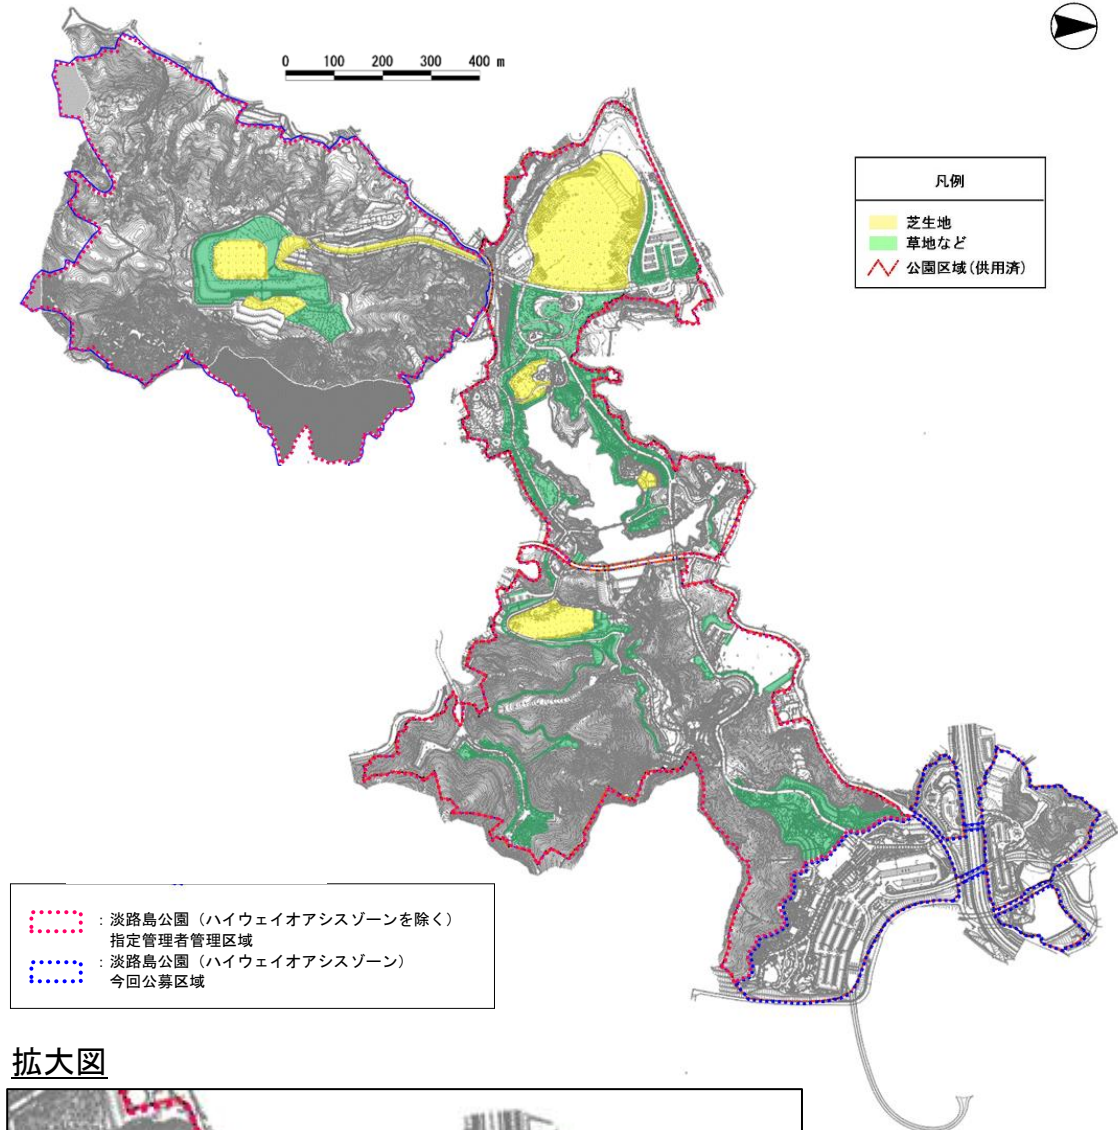 0 100 200 300 400 m
凡例
芝生地
草地など
公園区域(供用済)
：淡路島公園（ハイウェイオアシスゾーンを除く）
指定管理者管理区域
：淡路島公園（ハイウェイオアシスゾーン）
今回公募区域
拡大図